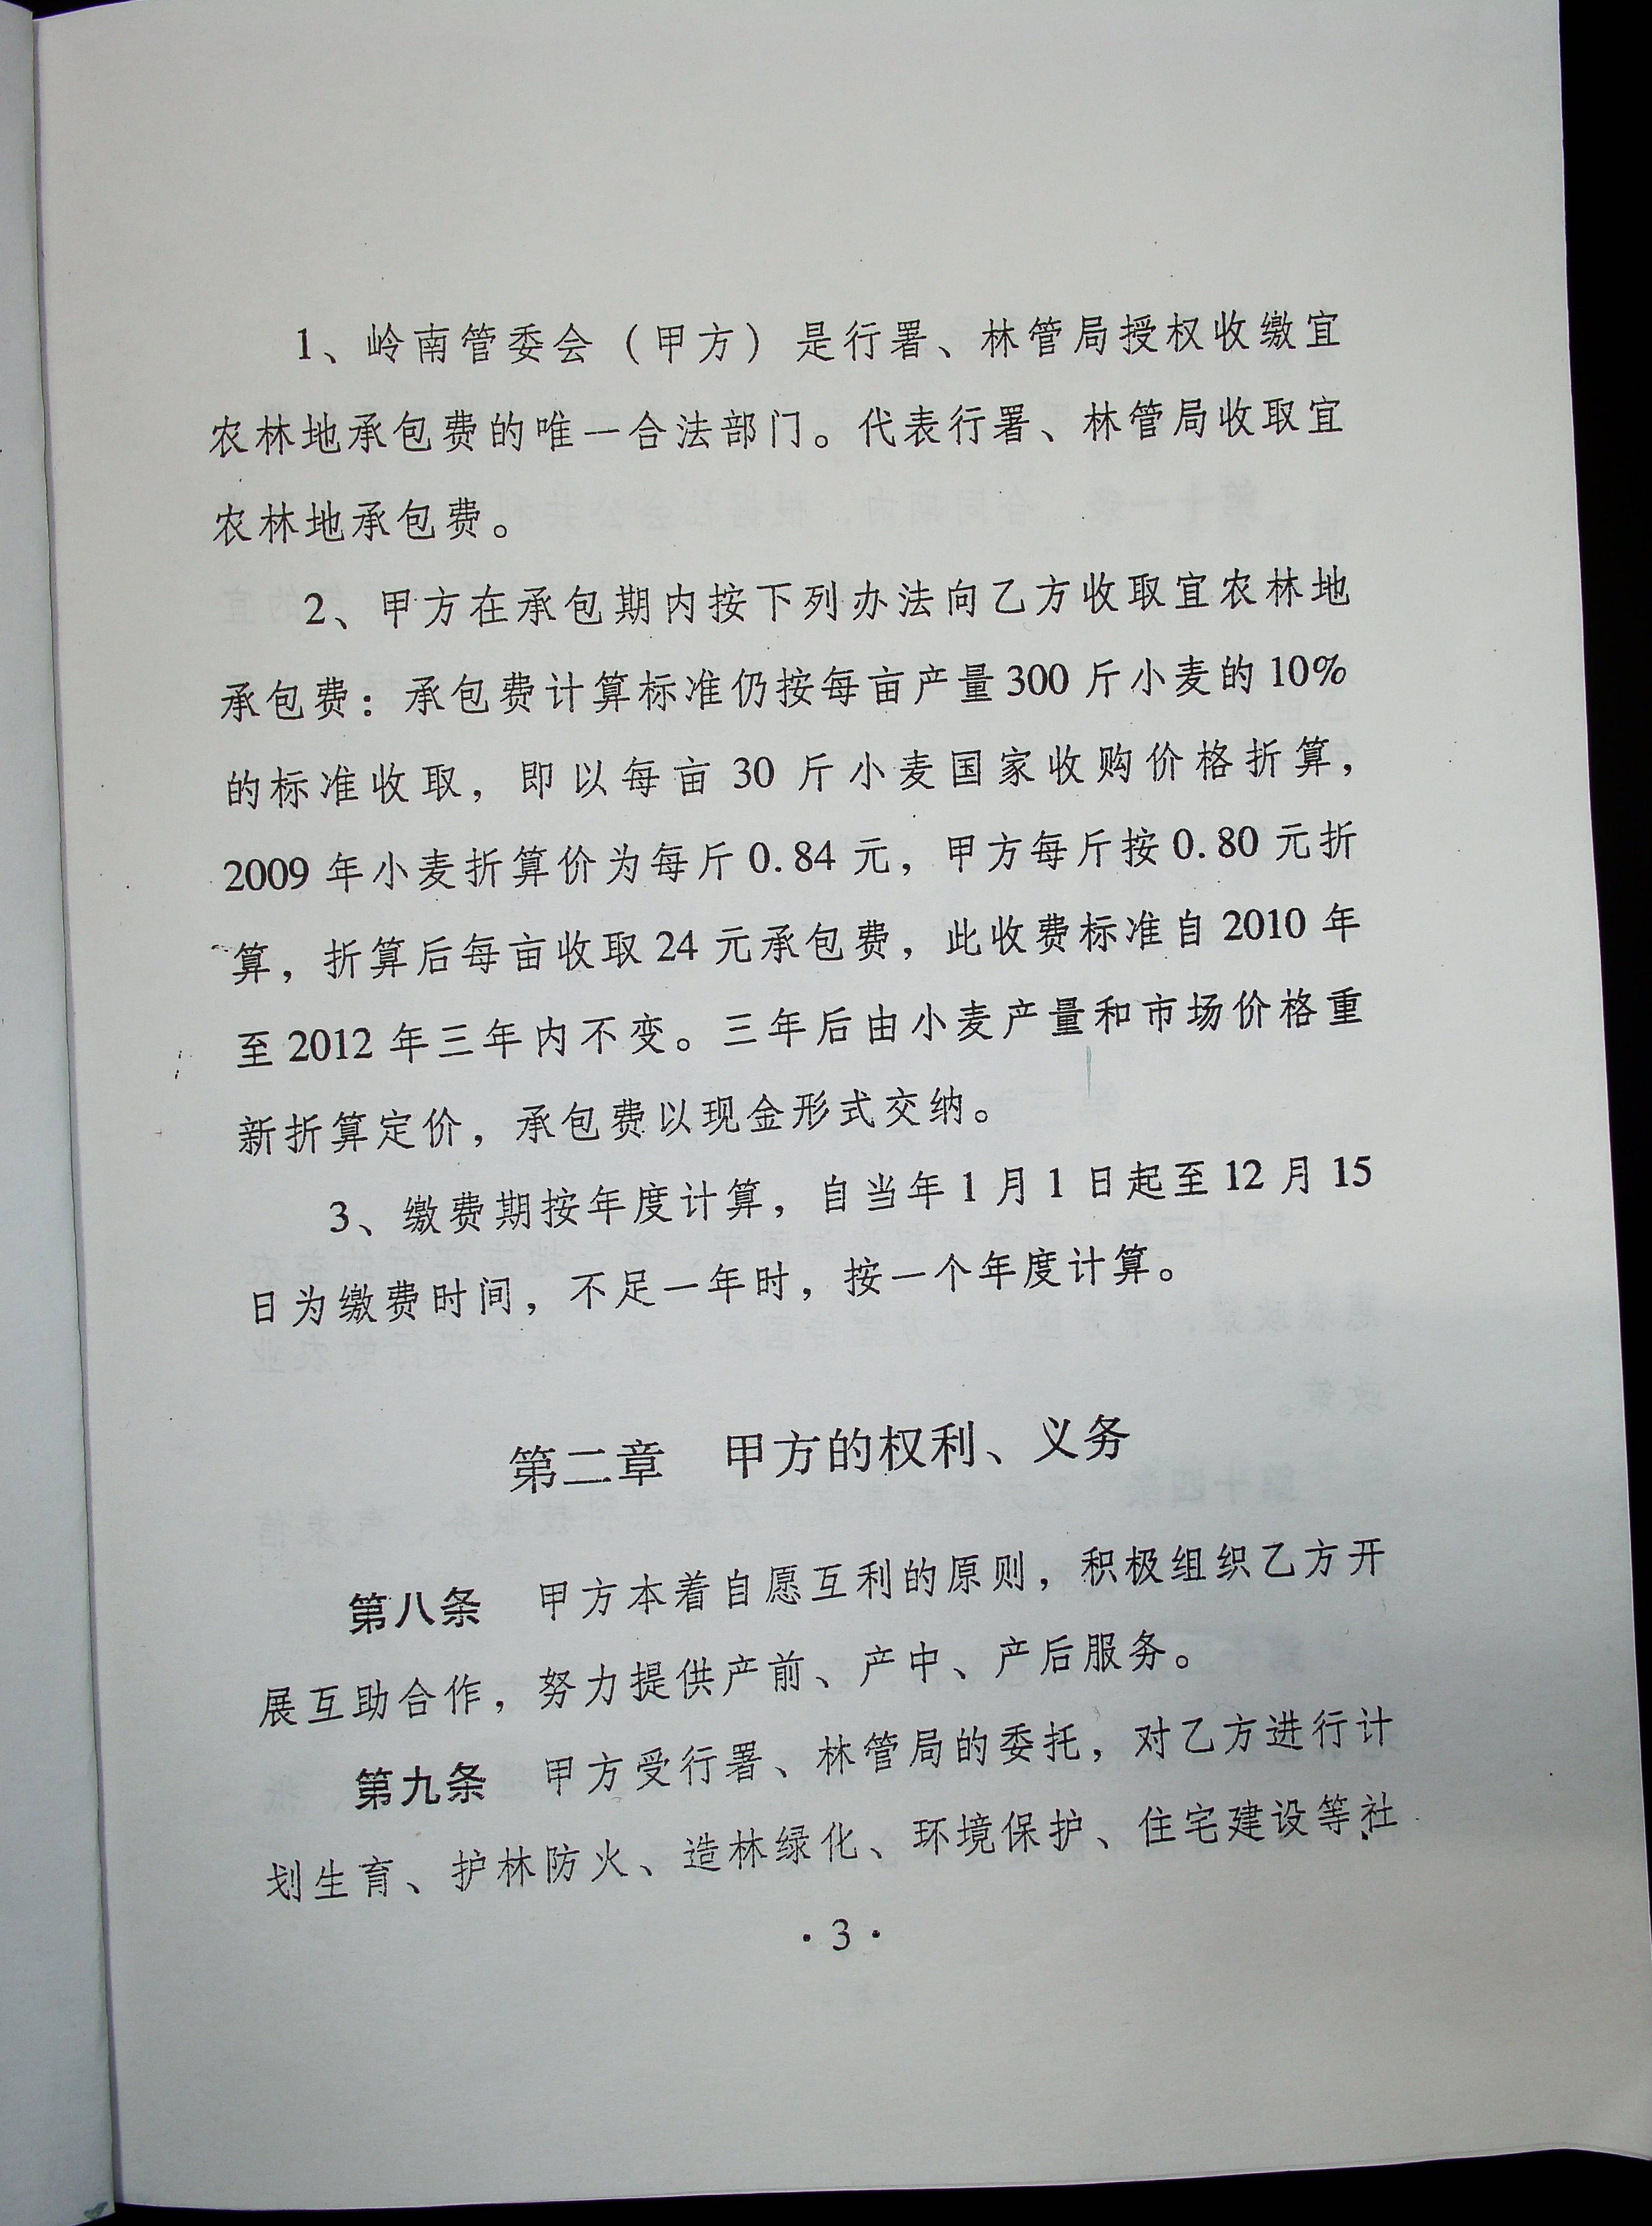 1、岭南管委会（甲方）是行署、林管局授权收缴宜
农林地承包费的唯一合法部门。代表行署、林管局收取宜
农林地承包费。
2、甲方在承包期内按下列办法向乙方收取宜农林地
承包费：承包费计算标准仍按每亩产量300斤小麦的10%
的标准收取，即以每亩30斤小麦国家收购价格折算，
2009年小麦折算价为每斤0.84元，甲方每斤按0.80元折
算，折算后每亩收取24元承包费，此收费标准自2010年
至2012年三年内不变。三年后由小麦产量和市场价格重
新折算定价，承包费以现金形式交纳。
3、缴费期按年度计算，自当年1月1日起至12月15
日为缴费时间，不足一年时，按一个年度计算。
第二章 甲方的权利、义务
第八条 甲方本着自愿互利的原则，积极组织乙方开
展互助合作，努力提供产前、产中、产后服务。
第九条 甲方受行署、林管局的委托，对乙方进行计
划生育、护林防火、造林绿化、环境保护、住宅建设等社
·3·